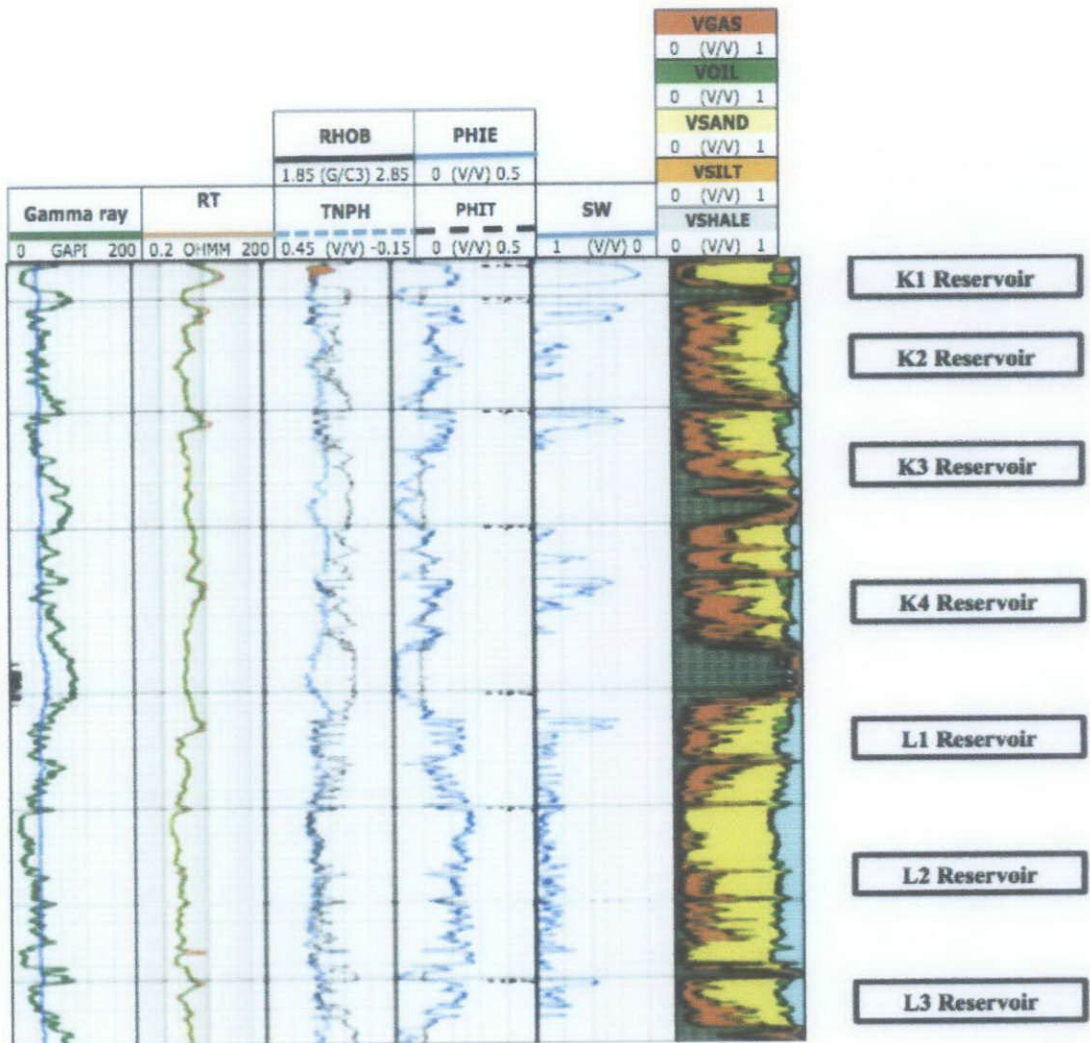 VGAS
0 (V/V) 1
VOIL
0 (V/V) 1
VSAND
0 (V/V) 1
VSILT
0 (V/V) 1
VSHALE
0 (V/V) 1
RHOB
1.85 (G/C3) 2.85
TNPH
0.45 (V/V) -0.15
PHIE
0 (V/V) 0.5
PHIT
0 (V/V) 0.5
Gamma ray
0 GAPI 200
RT
0.2 OHMM 200
SW
1 (V/V) 0
K1 Reservoir
K2 Reservoir
K3 Reservoir
K4 Reservoir
L1 Reservoir
L2 Reservoir
L3 Reservoir